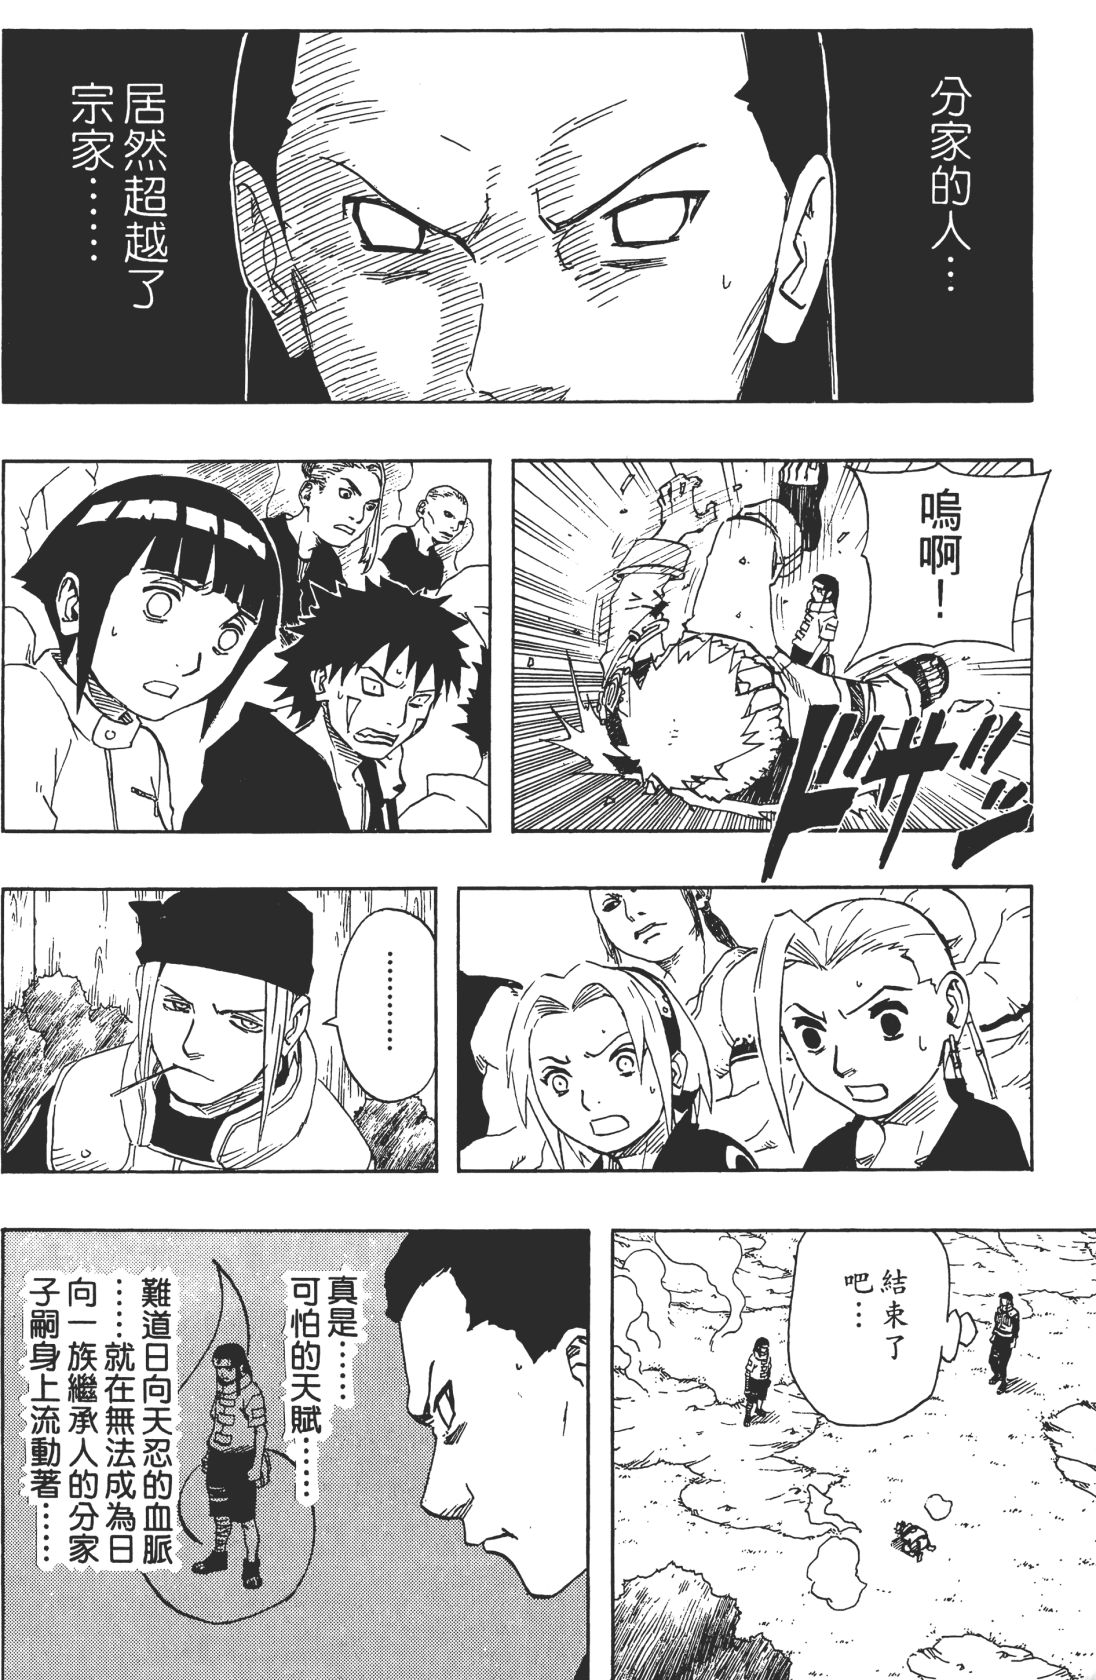 分家的人…
居然超越了
宗家……
嗚啊！
ドサッ
………
結束了
吧…
真是……
可怕的天賦……
難道日向天忍的血脈
……就在無法成為日
向一族繼承人的分家
子嗣身上流動著……